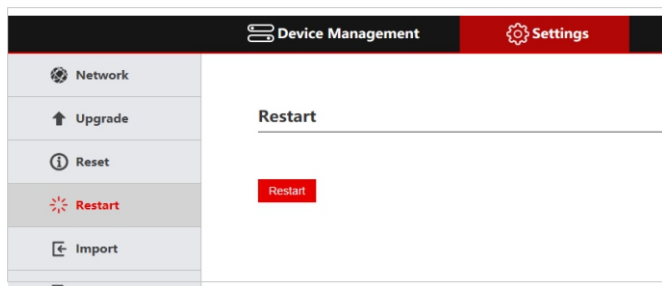 Device Management
Settings
Network
Upgrade
Restart
Reset
Restart
Restart
Import